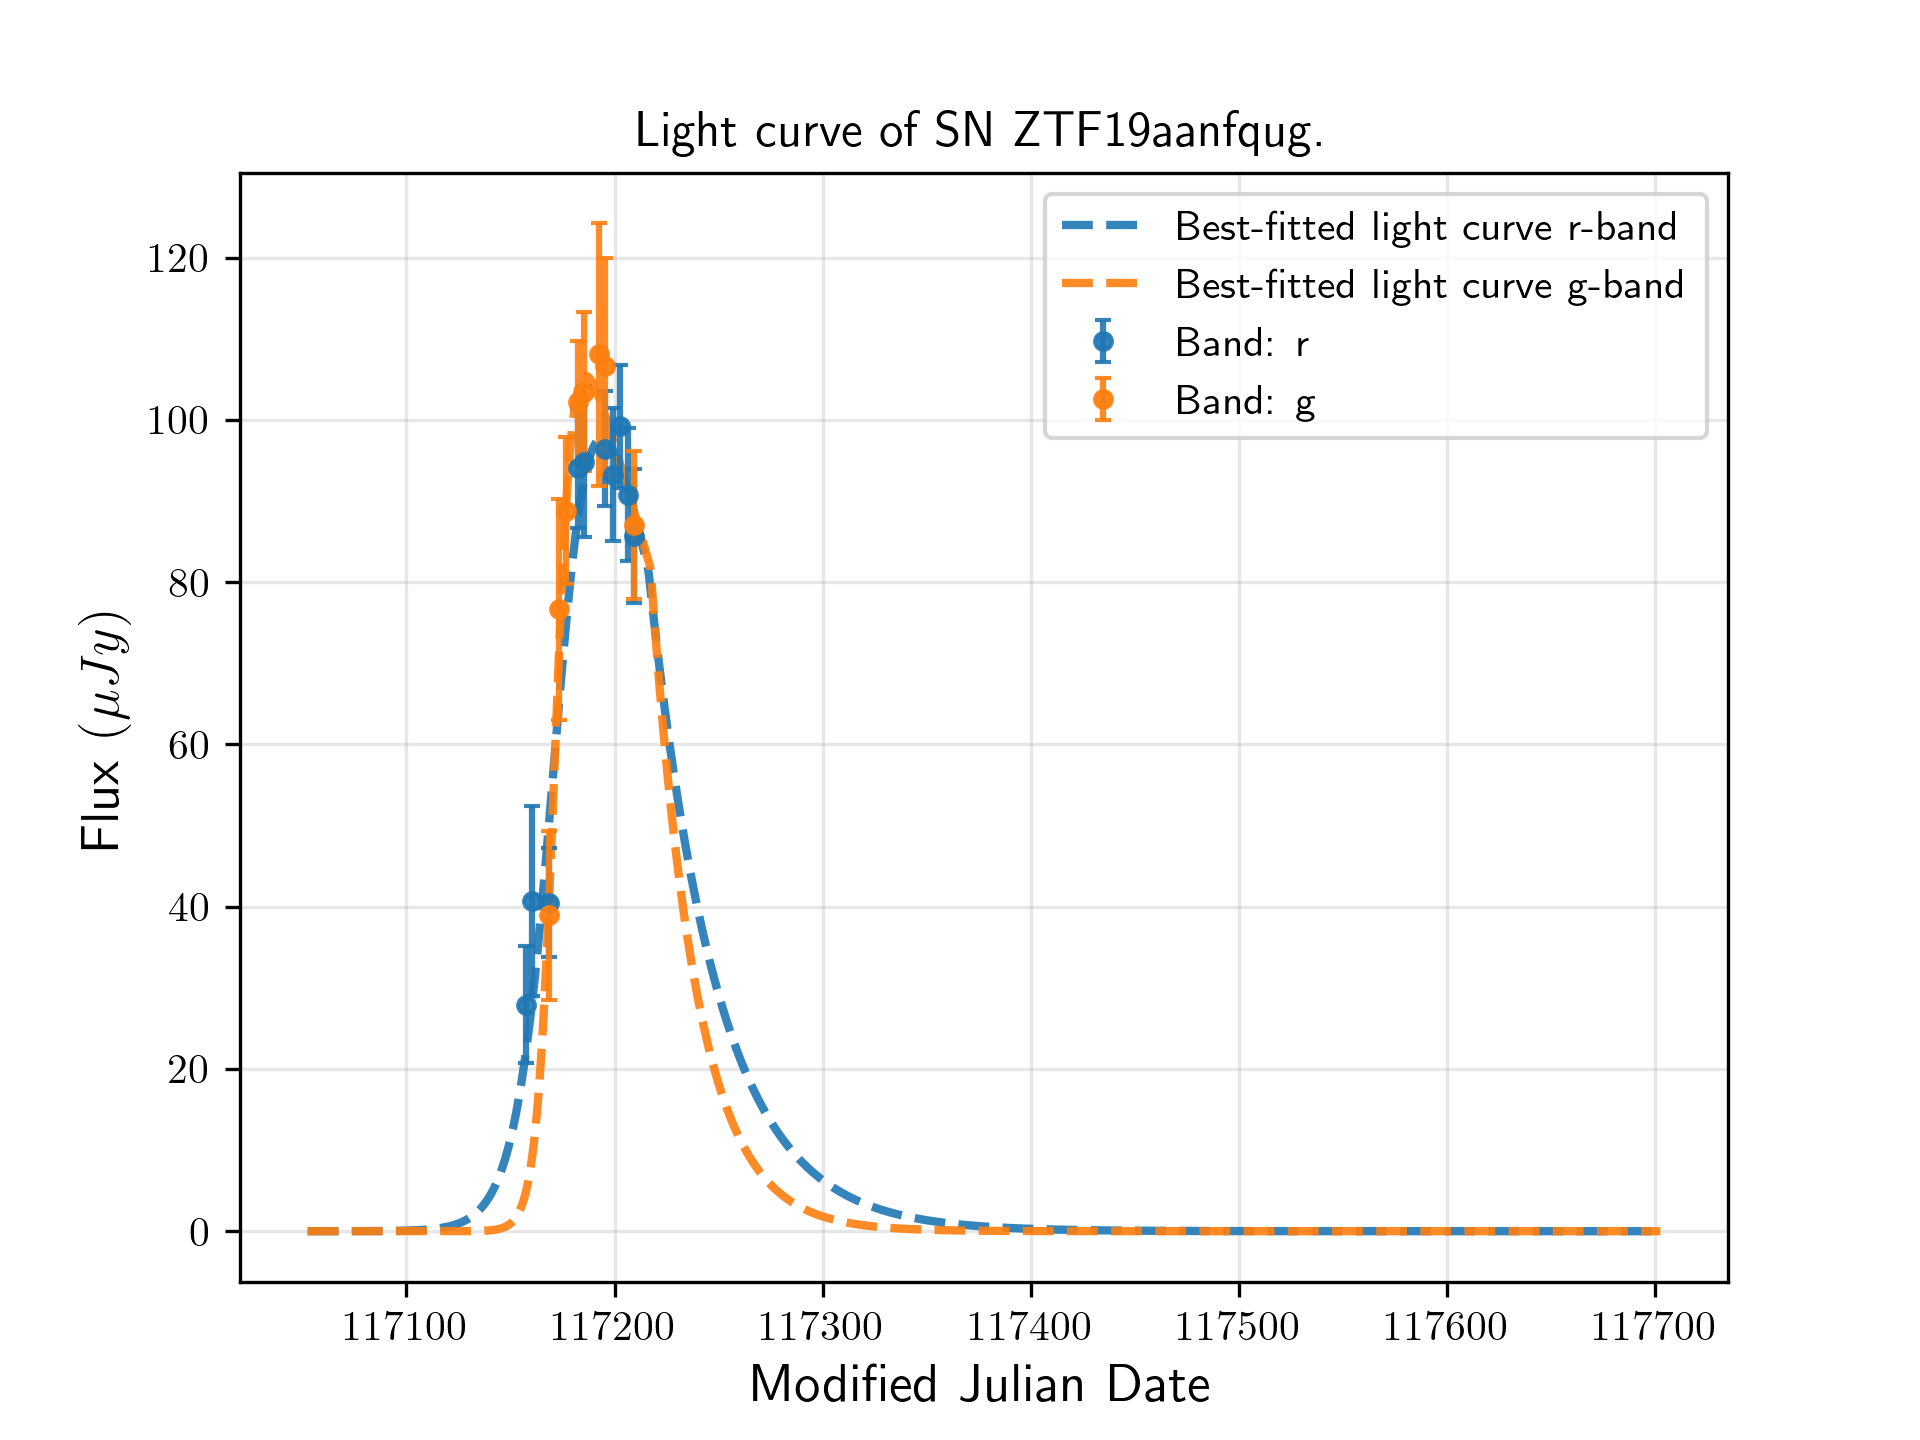 Light curve of SN ZTF19aanfqug.
Best-fitted light curve r-band
Best-fitted light curve g-band
Band: r
Band: g
120
100
80
60
40
20
0
Flux (μJy)
117100 117200 117300 117400 117500 117600 117700
Modified Julian Date